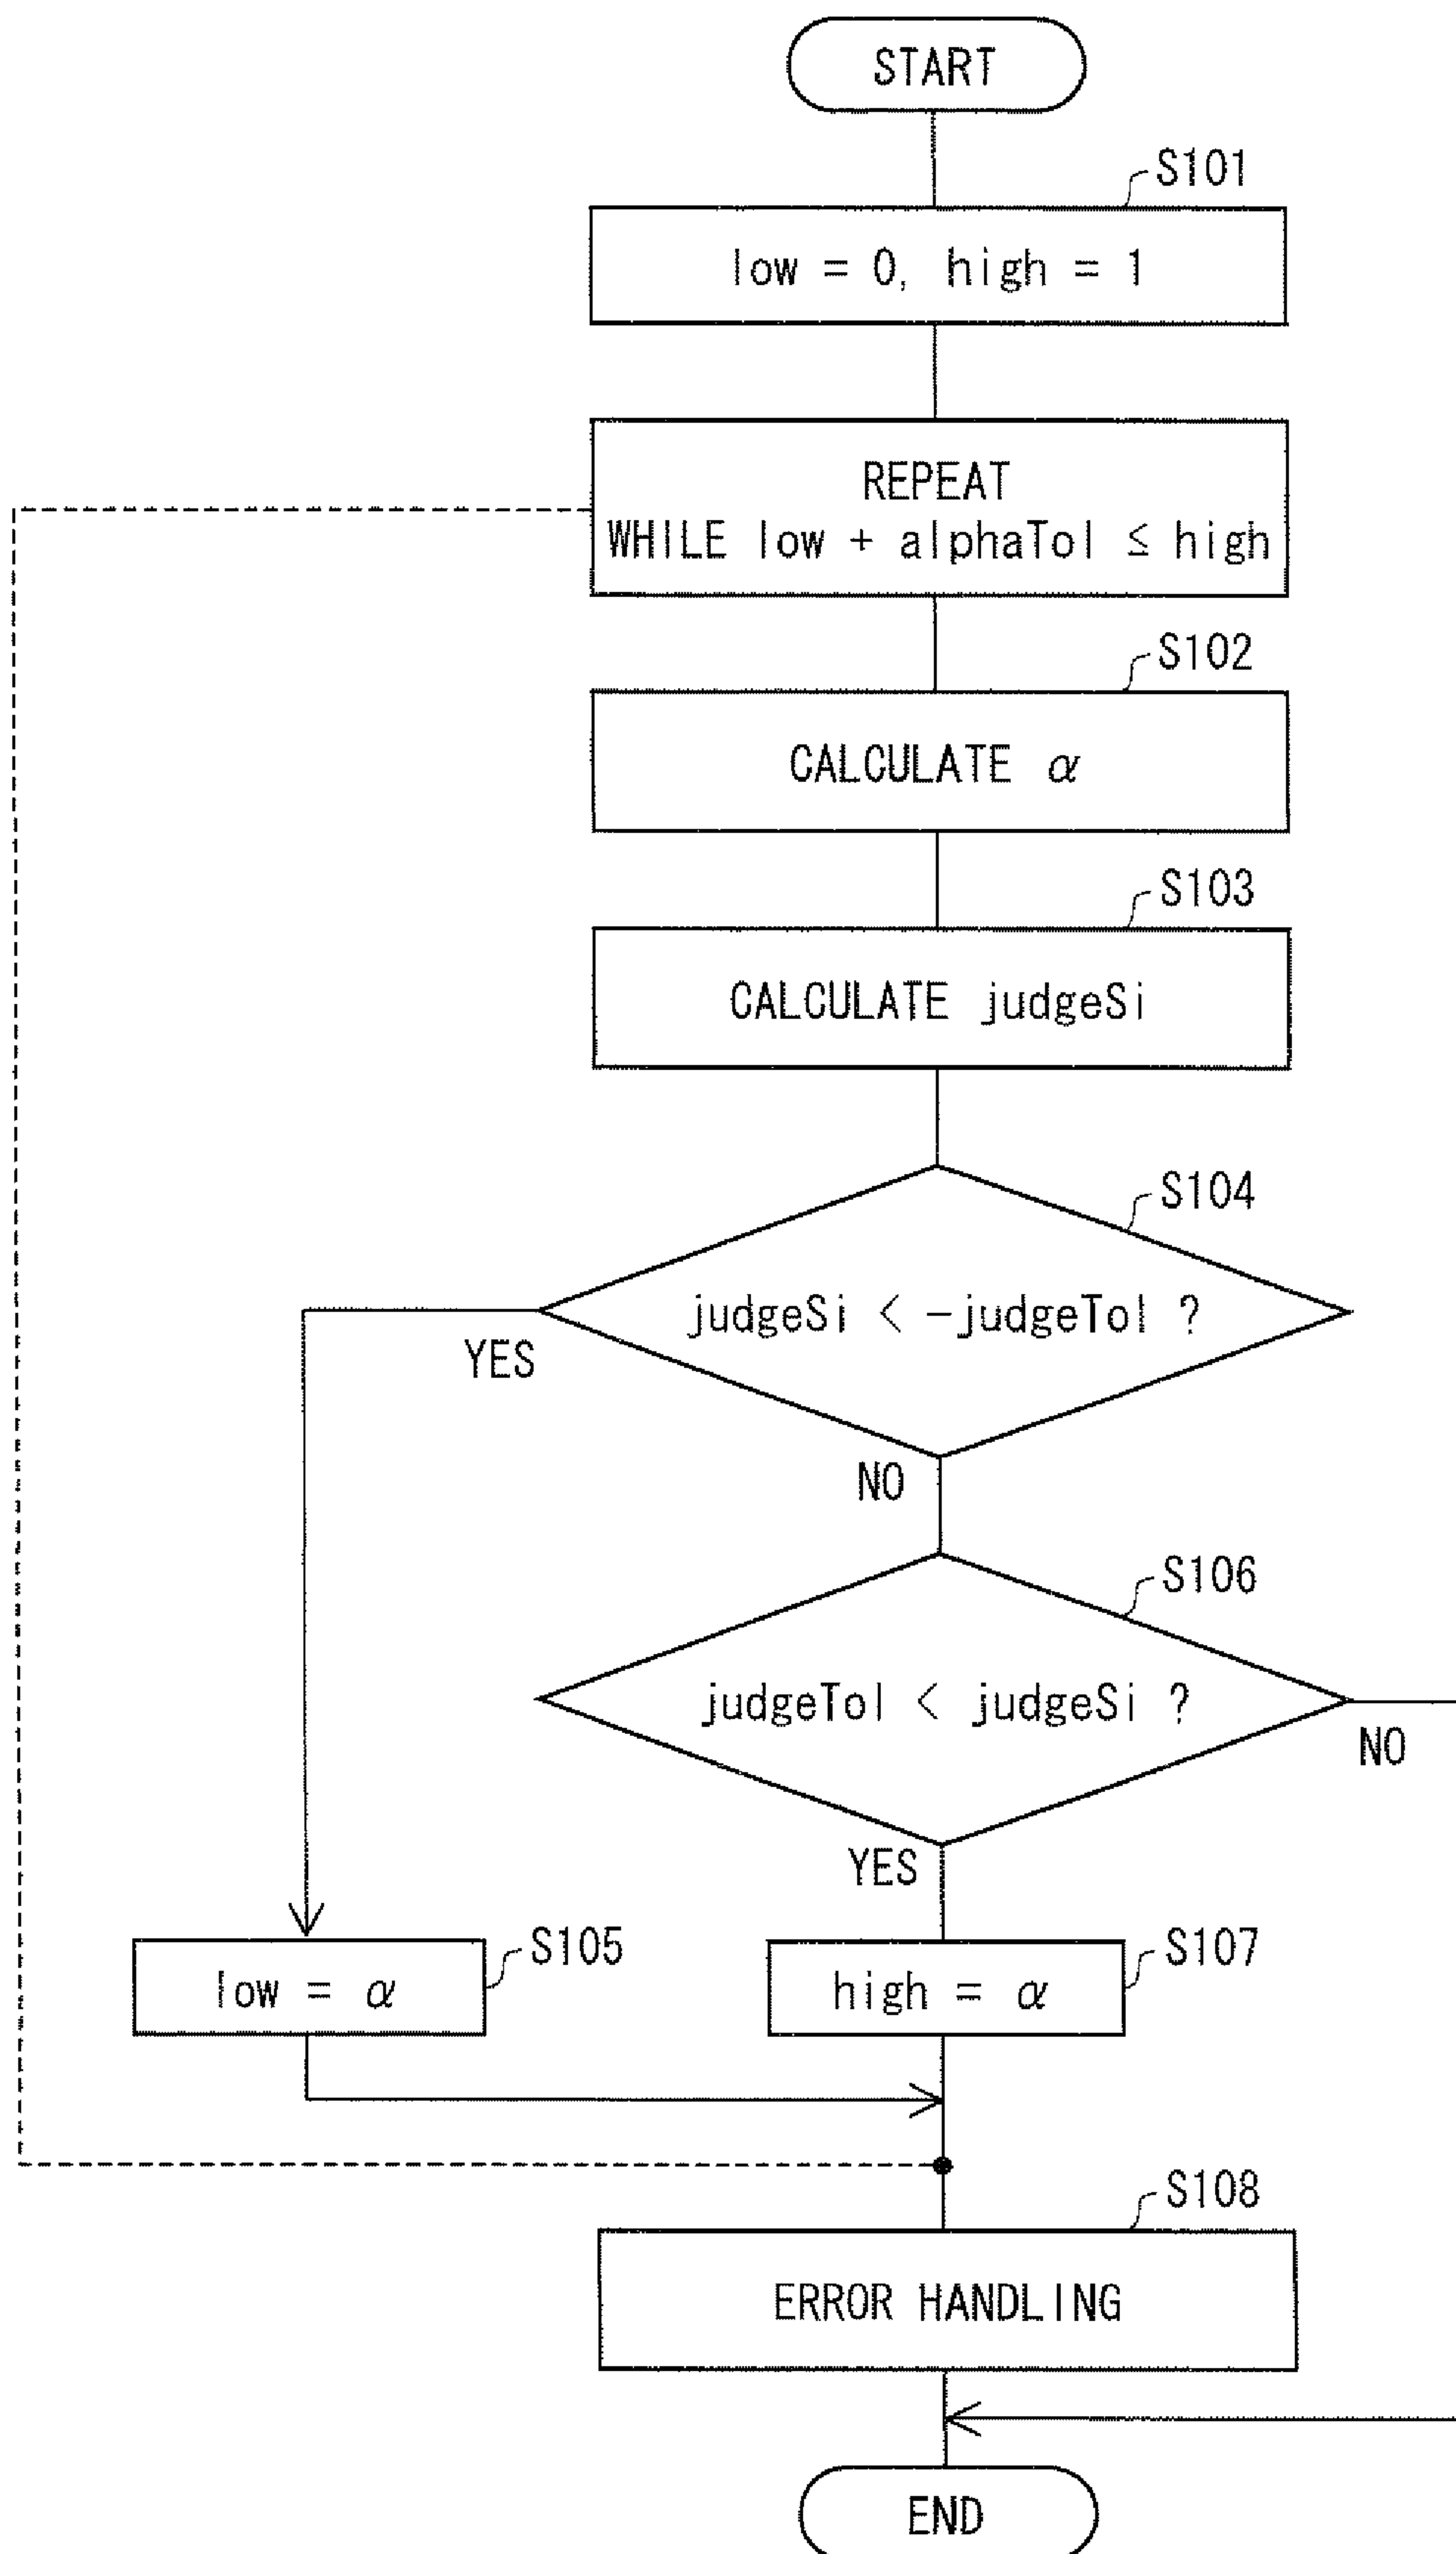 START
S101
low = 0, high = 1
REPEAT
WHILE low + alphaTol ≤ high
S102
CALCULATE α
S103
CALCULATE judgeSi
S104
judgeSi < -judgeTol ?
YES
NO
S106
judgeTol < judgeSi ?
NO
YES
S105
low = α
S107
high = α
S108
ERROR HANDLING
END